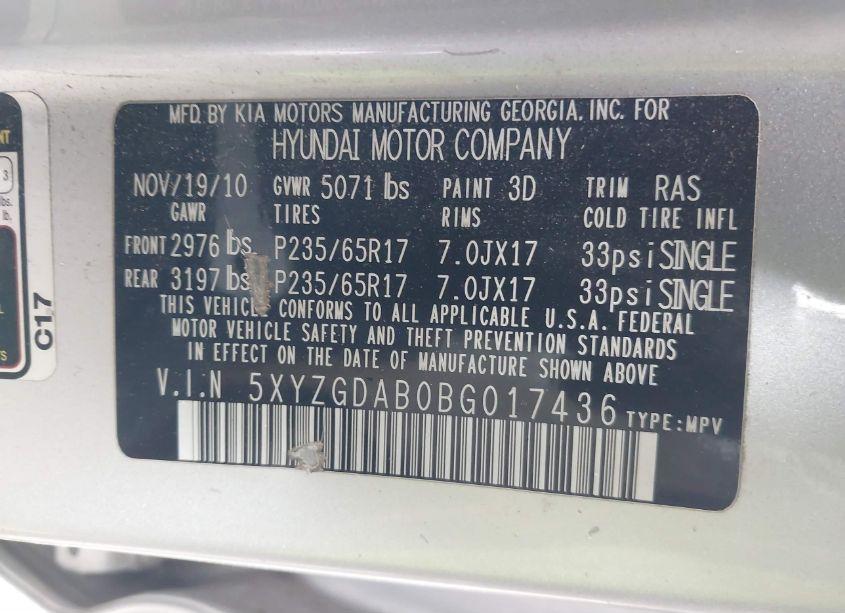 MFD. BY KIA MOTORS MANUFACTURING GEORGIA, INC. FOR
HYUNDAI MOTOR COMPANY
NOV/19/10 GVWR 5071 lbs PAINT 3D TRIM RAS
GAWR TIRES RIMS COLD TIRE INFL
FRONT 2976 lbs P235/65R17 7.0JX17 33psi SINGLE
REAR 3197 lbs P235/65R17 7.0JX17 33psi SINGLE
THIS VEHICLE CONFORMS TO ALL APPLICABLE U.S.A. FEDERAL
MOTOR VEHICLE SAFETY AND THEFT PREVENTION STANDARDS
IN EFFECT ON THE DATE OF MANUFACTURE SHOWN ABOVE
V.I.N 5XYZGDAB0BG017436 TYPE:MPV
C17
3
lbs.
lb.